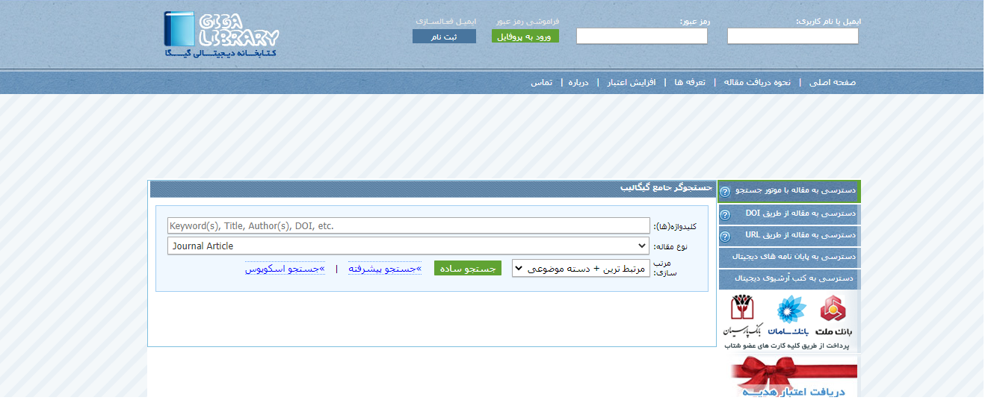 GIGA
LIBRARY
کتابخانه دیجیتالی گیگا
ایمیل یا نام کاربری:
رمز عبور:
فراموشی رمز عبور
ایمیل فعالسازی
ورود به پروفایل
ثبت نام
صفحه اصلی | نحوه دریافت مقاله | تعرفه ها | افزایش اعتبار | درباره | تماس
دسترسی به مقاله با موتور جستجو
دسترسی به مقاله از طریق DOI
دسترسی به مقاله از طریق URL
دسترسی به پایان نامه های دیجیتال
دسترسی به کتب آرشیوی دیجیتال
بانک ملت
بانک سامان
بانک پارسیان
پرداخت از طریق کلیه کارت های عضو شتاب
دریافت اعتبار هدیه
جستجوگر جامع گیگالیب
کلیدواژه(ها):
Keyword(s), Title, Author(s), DOI, etc.
نوع مقاله:
Journal Article
مرتب سازی:
مرتبط ترین + دسته موضوعی
جستجو ساده
»جستجو پیشرفته | »جستجو اسکوپوس